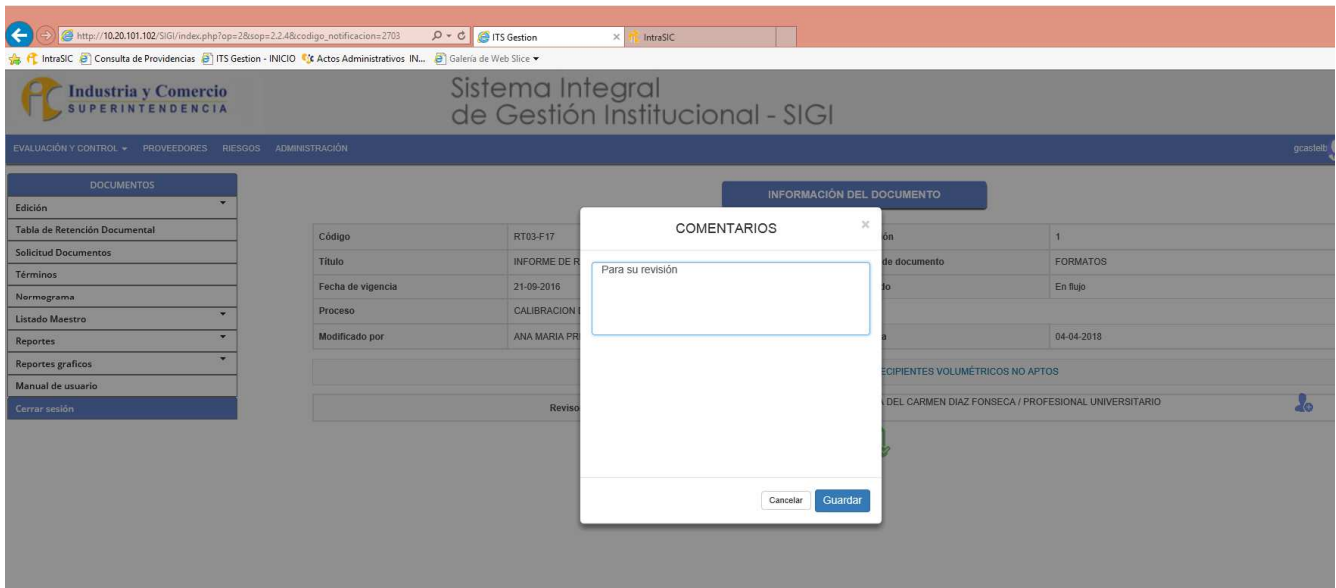 http://10.20.101.102/SIGI/index.php?op=2&sop=2.2.4&codigo_notificacion=2703
ITS Gestion
IntraSIC
IntraSIC Consulta de Providencias ITS Gestion - INICIO Actos Administrativos IN... Galería de Web Slice
Industria y Comercio
SUPERINTENDENCIA
Sistema Integral
de Gestión Institucional - SIGI
EVALUACIÓN Y CONTROL PROVEEDORES RIESGOS ADMINISTRACIÓN
gcastelb
DOCUMENTOS
Edición
Tabla de Retención Documental
Solicitud Documentos
Términos
Normograma
Listado Maestro
Reportes
Reportes graficos
Manual de usuario
Cerrar sesión
INFORMACIÓN DEL DOCUMENTO
Código RT03-F17 ón 1
Título INFORME DE R de documento FORMATOS
Fecha de vigencia 21-09-2016 do En flujo
Proceso CALIBRACION
Modificado por ANA MARIA PR a 04-04-2018
ECIPIENTES VOLUMÉTRICOS NO APTOS
Reviso DEL CARMEN DIAZ FONSECA / PROFESIONAL UNIVERSITARIO
COMENTARIOS
Para su revisión
Cancelar Guardar